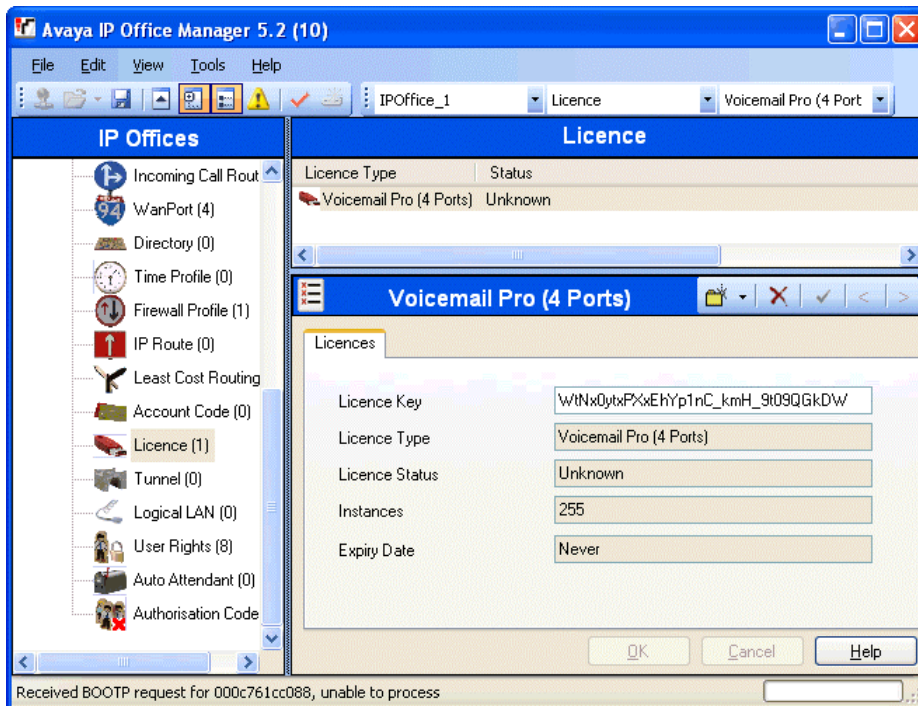 Avaya IP Office Manager 5.2 (10)
File Edit View Tools Help
IPOffice_1 Licence Voicemail Pro (4 Port
IP Offices
Incoming Call Rout
94 WanPort (4)
Directory (0)
Time Profile (0)
Firewall Profile (1)
IP Route (0)
Least Cost Routing
Account Code (0)
Licence (1)
Tunnel (0)
Logical LAN (0)
User Rights (8)
Auto Attendant (0)
Authorisation Code
Licence
Licence Type Status
Voicemail Pro (4 Ports) Unknown
Voicemail Pro (4 Ports)
Licences
Licence Key WtNx0ytxPXxEhYp1nC_kmH_9t09QGkDW
Licence Type Voicemail Pro (4 Ports)
Licence Status Unknown
Instances 255
Expiry Date Never
OK Cancel Help
Received BOOTP request for 000c761cc088, unable to process